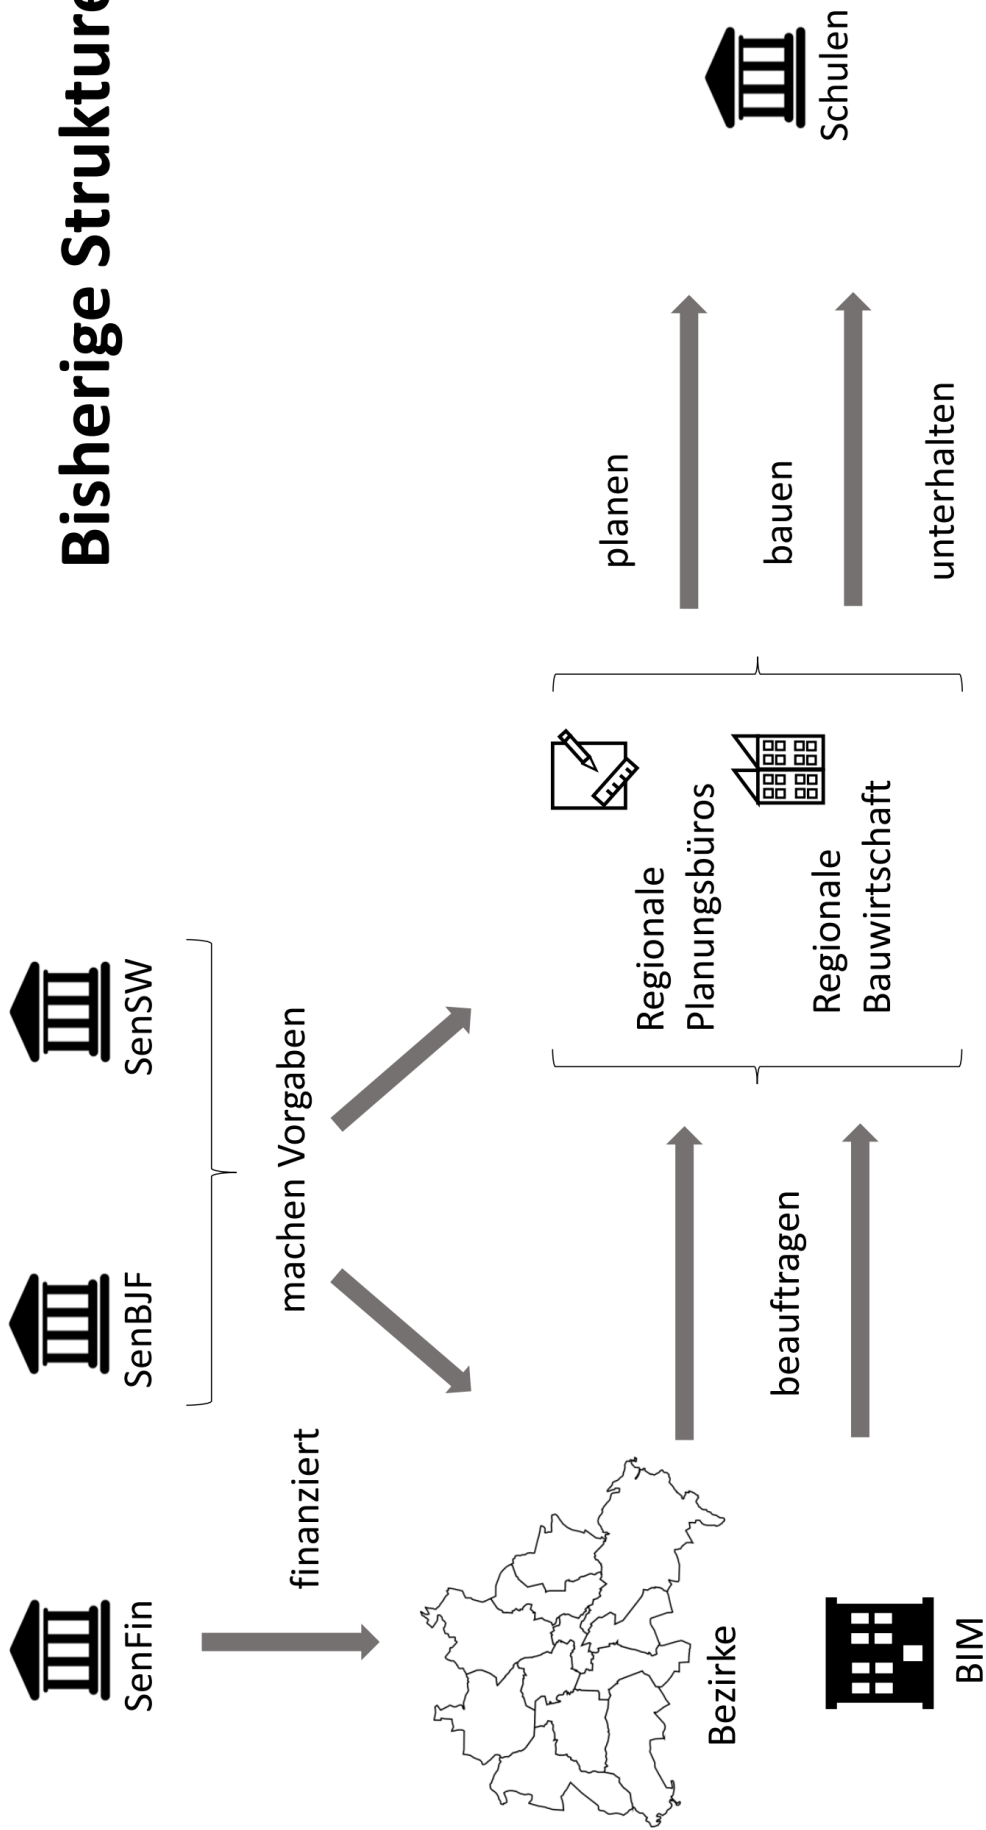 Bisherige Strukture
SenFin
SenBJF
SenSW
finanziert
machen Vorgaben
Bezirke
BIM
beauftragen
Regionale
Planungsbüros
Regionale
Bauwirtschaft
planen
bauen
unterhalten
Schulen